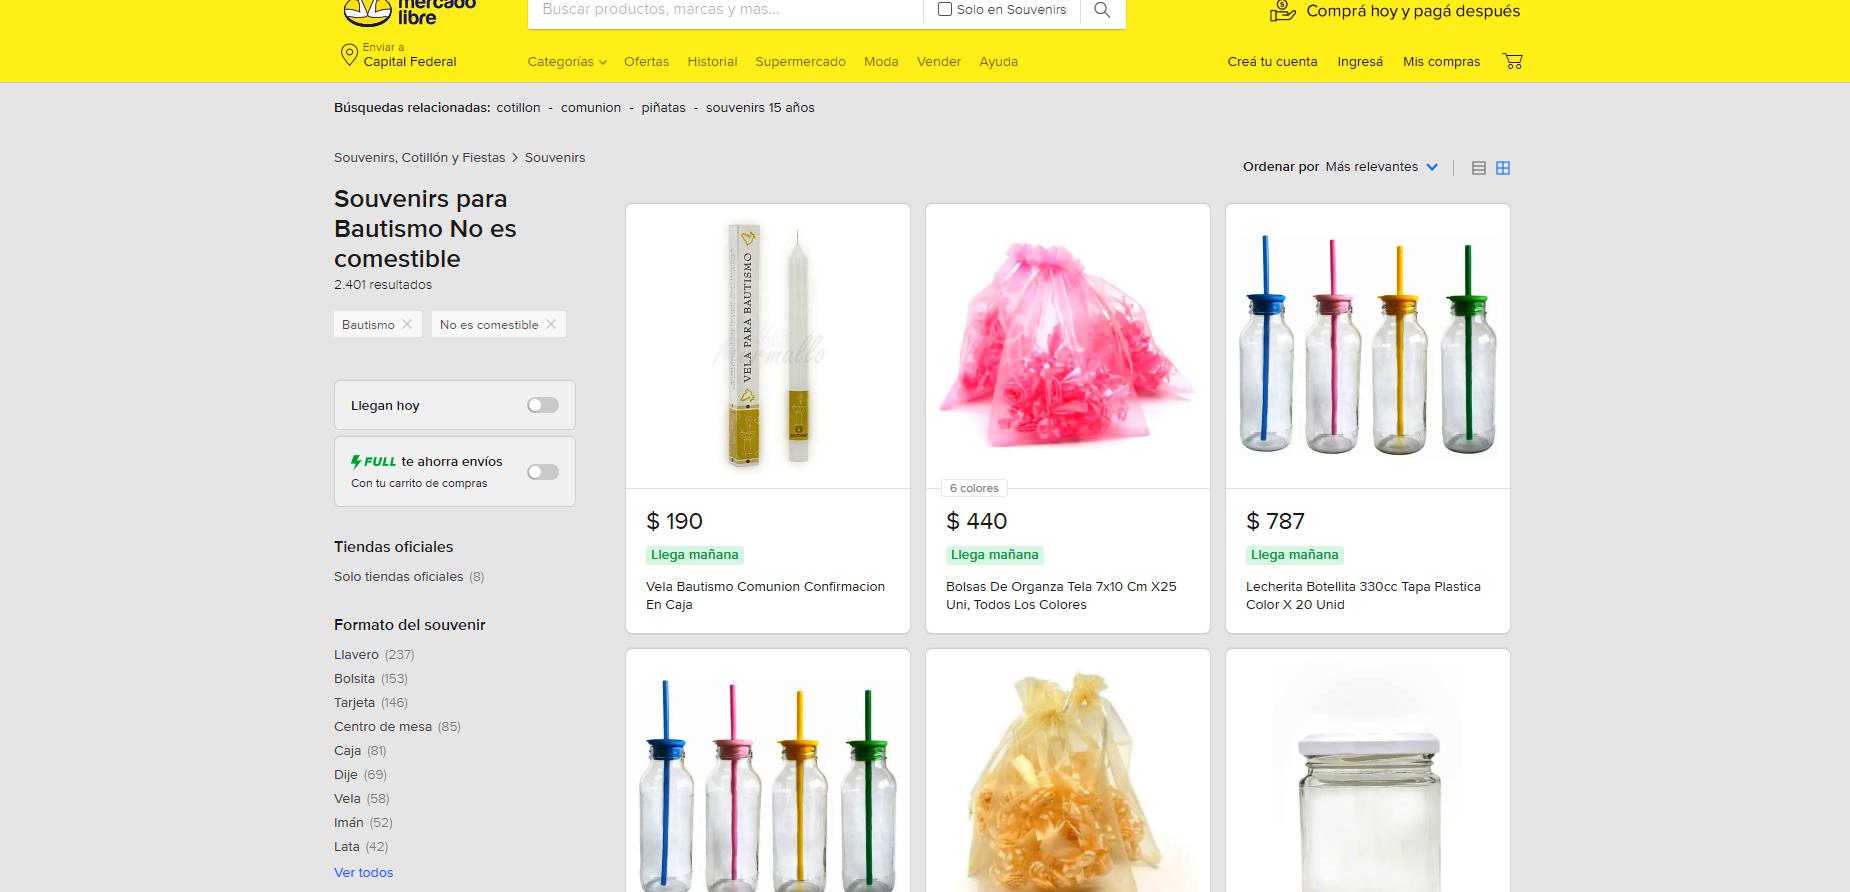 mercado
libre
Buscar productos, marcas y más...
Solo en Souvenirs
Comprá hoy y pagá después
Enviar a
Capital Federal
Categorías Ofertas Historial Supermercado Moda Vender Ayuda
Creá tu cuenta Ingresá Mis compras
Búsquedas relacionadas: cotillon - comunion - piñatas - souvenirs 15 años
Souvenirs, Cotillón y Fiestas > Souvenirs
Ordenar por Más relevantes
Souvenirs para
Bautismo No es
comestible
2.401 resultados
Bautismo
No es comestible
Llegan hoy
FULL te ahorra envíos
Con tu carrito de compras
Tiendas oficiales
Solo tiendas oficiales (8)
Formato del souvenir
Llavero (237)
Bolsita (153)
Tarjeta (146)
Centro de mesa (85)
Caja (81)
Dije (69)
Vela (58)
Imán (52)
Lata (42)
Ver todos
VELA PARA BAUTISMO
$ 190
Llega mañana
Vela Bautismo Comunion Confirmacion
En Caja
6 colores
$ 440
Llega mañana
Bolsas De Organza Tela 7x10 Cm X25
Uni, Todos Los Colores
$ 787
Llega mañana
Lecherita Botellita 330cc Tapa Plastica
Color X 20 Unid